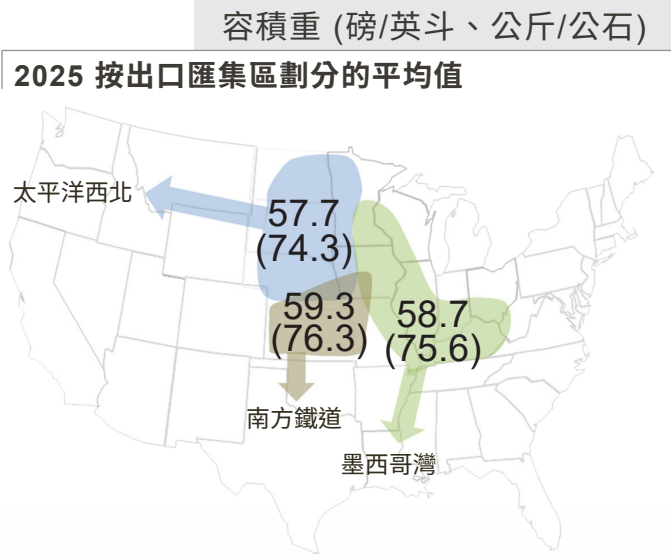 容積重 (磅/英斗、公斤/公石)
2025 按出口匯集區劃分的平均值
太平洋西北
57.7
(74.3)
59.3
(76.3)
58.7
(75.6)
南方鐵道
墨西哥灣